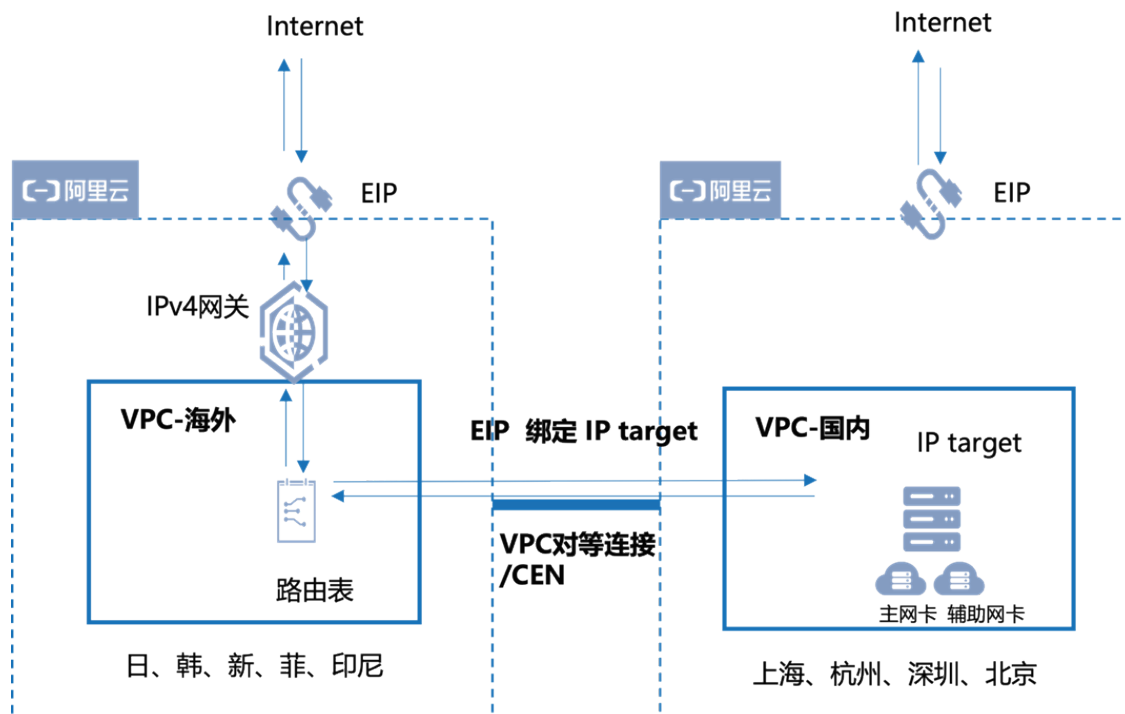 Internet
Internet
阿里云
EIP
阿里云
EIP
IPv4网关
VPC-海外
EIP 绑定 IP target
VPC-国内
IP target
VPC对等连接
/CEN
路由表
主网卡 辅助网卡
日、韩、新、菲、印尼
上海、杭州、深圳、北京